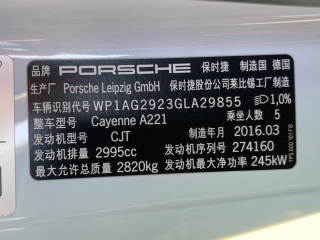 品牌 PORSCHE 保时捷 制造国 德国
生产厂 Porsche Leipzig GmbH 保时捷股份公司莱比锡工厂制造
车辆识别代号 WP1AG2923GLA29855 1,0%
整车型号 Cayenne A221 乘坐人数 5
发动机型号 CJT 制造年月 2016.03
发动机排量 2995cc 发动机序列号 274160
最大允许总质量 2820kg 发动机最大净功率 245kW